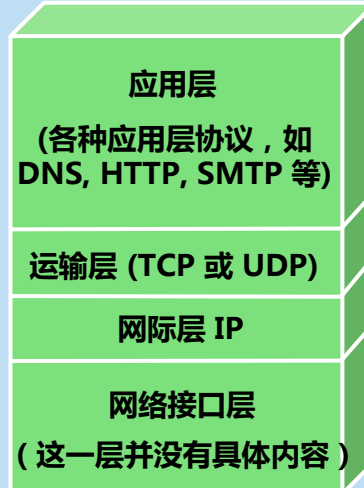 应用层
(各种应用层协议，如
DNS, HTTP, SMTP 等)
运输层 (TCP 或 UDP)
网际层 IP
网络接口层
（这一层并没有具体内容）